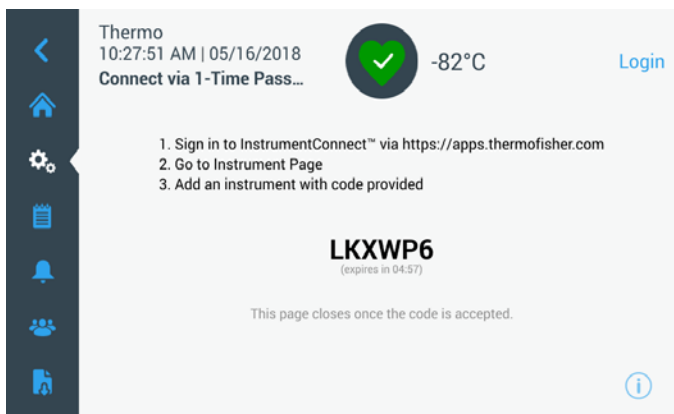 Thermo
10:27:51 AM | 05/16/2018
Connect via 1-Time Pass...
-82°C
Login
1. Sign in to InstrumentConnect™ via https://apps.thermofisher.com
2. Go to Instrument Page
3. Add an instrument with code provided
LKXWP6
(expires in 04:57)
This page closes once the code is accepted.